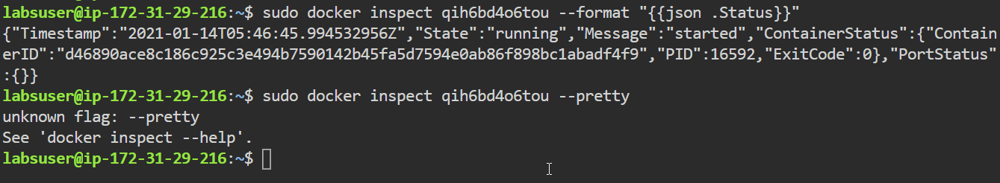 labsuser@ip-172-31-29-216:~$ sudo docker inspect qih6bd4o6tou --format "{{json .Status}}"
{"Timestamp":"2021-01-14T05:46:45.994532956Z","State":"running","Message":"started","ContainerStatus":{"Contain
erID":"d46890ace8c186c925c3e494b7590142b45fa5d7594e0ab86f898bc1abadf4f9","PID":16592,"ExitCode":0},"PortStatus"
:{}}
labsuser@ip-172-31-29-216:~$ sudo docker inspect qih6bd4o6tou --pretty
unknown flag: --pretty
See 'docker inspect --help'.
labsuser@ip-172-31-29-216:~$